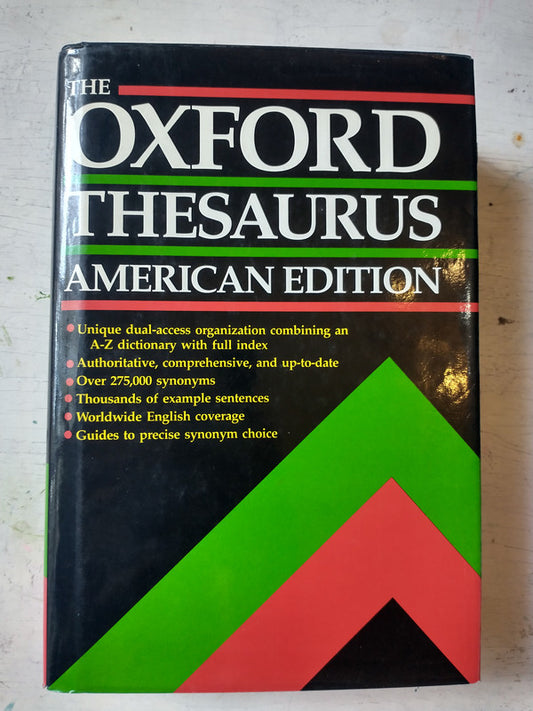 THE
OXFORD
THESAURUS
AMERICAN EDITION
• Unique dual-access organization combining an
A-Z dictionary with full index
• Authoritative, comprehensive, and up-to-date
• Over 275,000 synonyms
• Thousands of example sentences
• Worldwide English coverage
• Guides to precise synonym choice